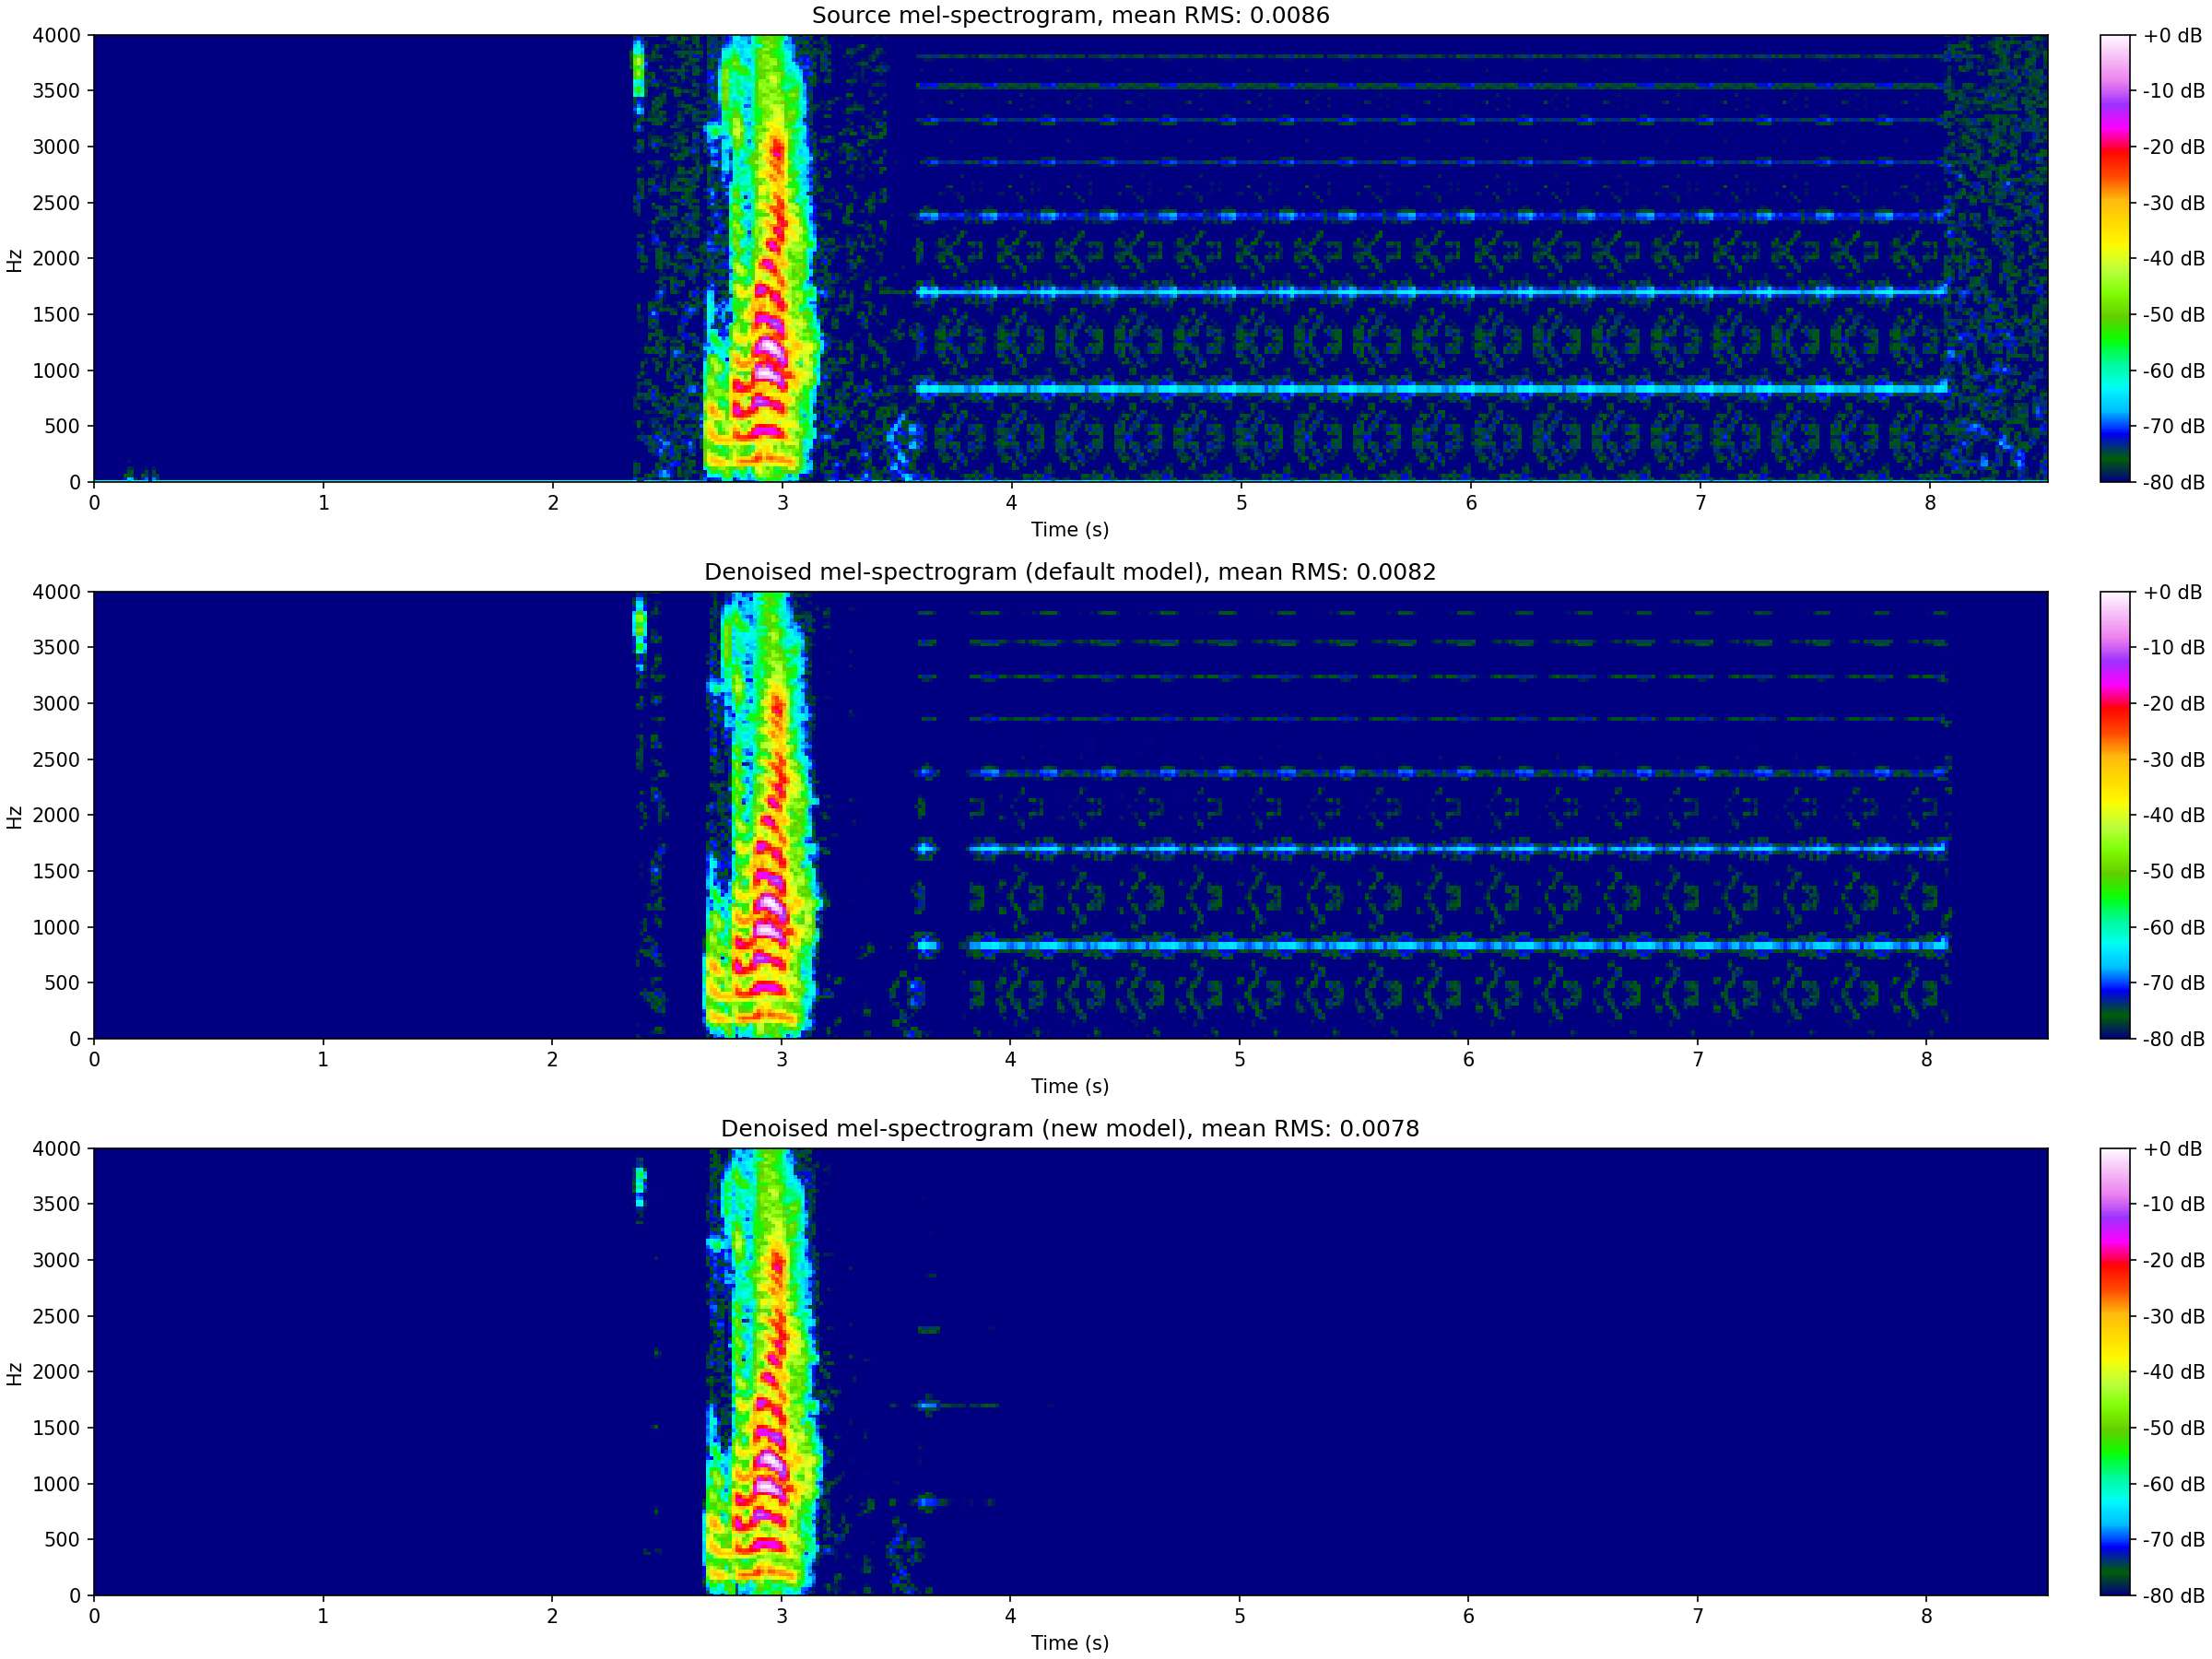 Source mel-spectrogram, mean RMS: 0.0086
4000
3500
3000
2500
2000
1500
1000
500
0
Hz
0 1 2 3 4 5 6 7 8
Time (s)
+0 dB
-10 dB
-20 dB
-30 dB
-40 dB
-50 dB
-60 dB
-70 dB
-80 dB
Denoised mel-spectrogram (default model), mean RMS: 0.0082
4000
3500
3000
2500
2000
1500
1000
500
0
Hz
0 1 2 3 4 5 6 7 8
Time (s)
+0 dB
-10 dB
-20 dB
-30 dB
-40 dB
-50 dB
-60 dB
-70 dB
-80 dB
Denoised mel-spectrogram (new model), mean RMS: 0.0078
4000
3500
3000
2500
2000
1500
1000
500
0
Hz
0 1 2 3 4 5 6 7 8
Time (s)
+0 dB
-10 dB
-20 dB
-30 dB
-40 dB
-50 dB
-60 dB
-70 dB
-80 dB